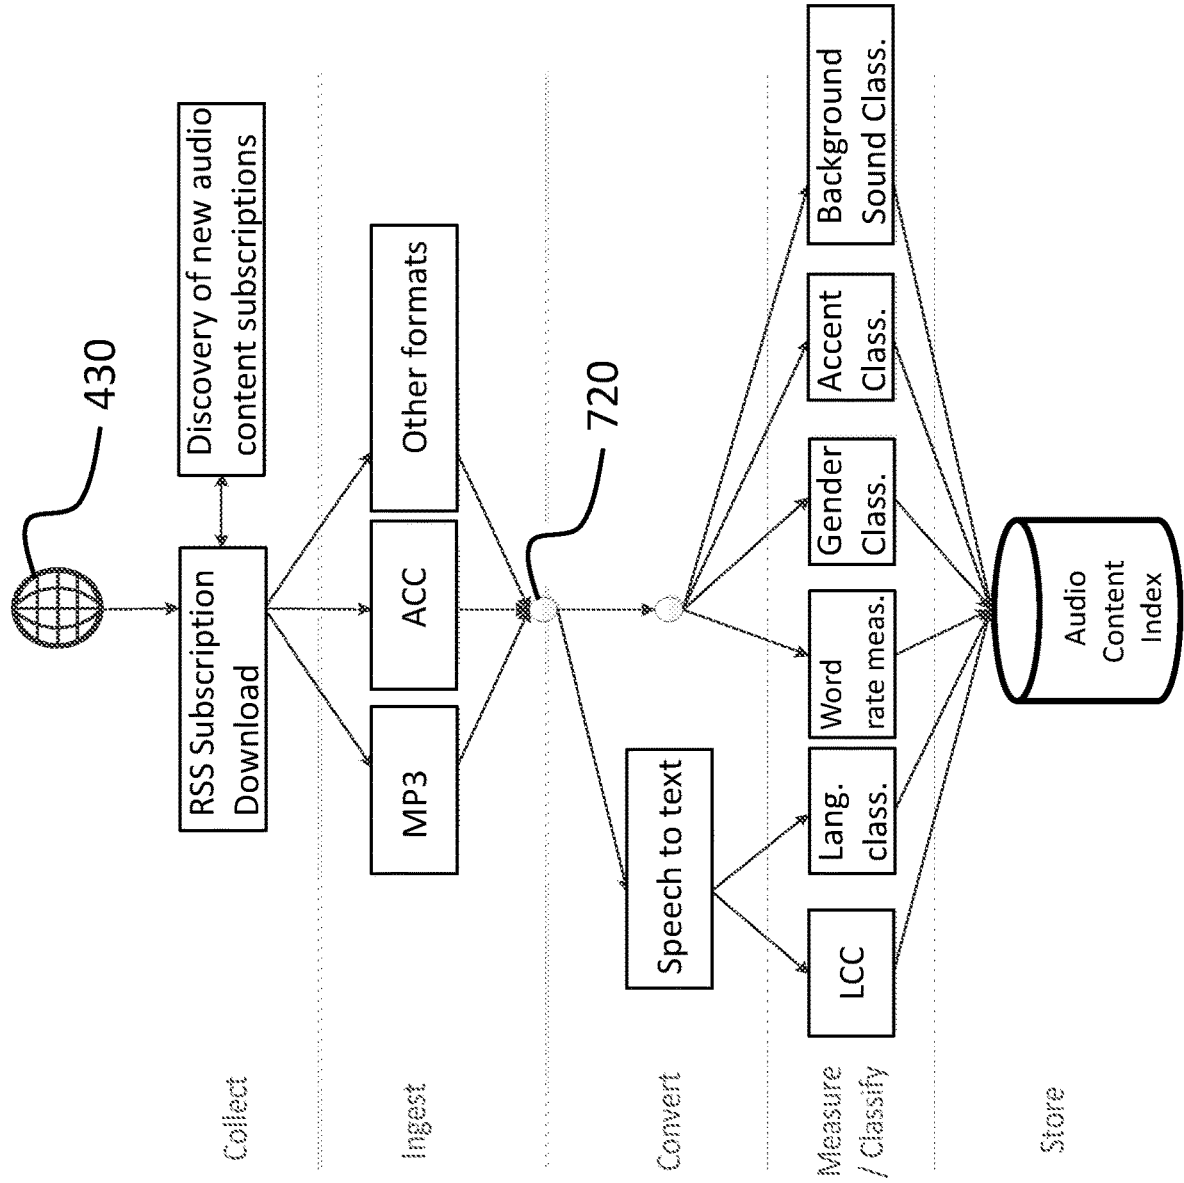 430
Collect
RSS Subscription
Download
Discovery of new audio
content subscriptions
Ingest
MP3
ACC
Other formats
720
Convert
Speech to text
Measure
/ Classify
LCC
Lang.
class.
Word
rate meas.
Gender
Class.
Accent
Class.
Background
Sound Class.
Store
Audio
Content
Index